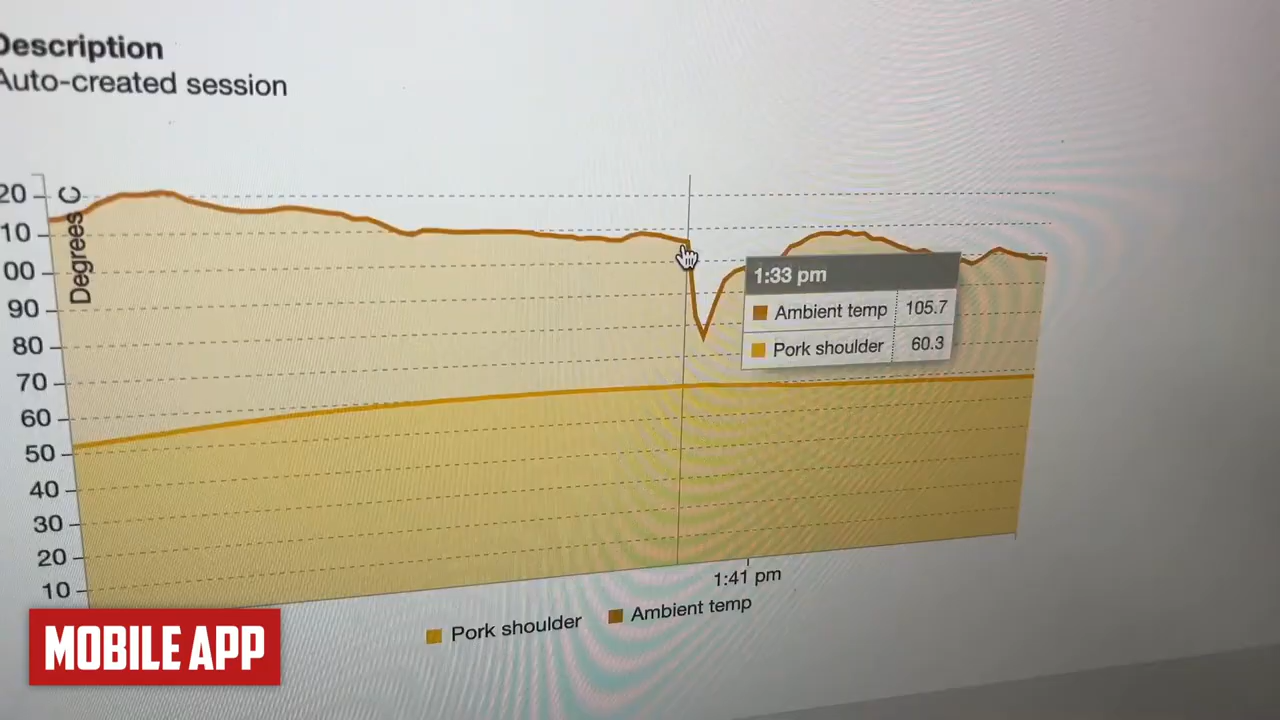 Description
Auto-created session
20
10
00
90
80
70
60
50
40
30
20
10
Degrees C
1:33 pm
Ambient temp 105.7
Pork shoulder 60.3
1:41 pm
Pork shoulder Ambient temp
MOBILE APP